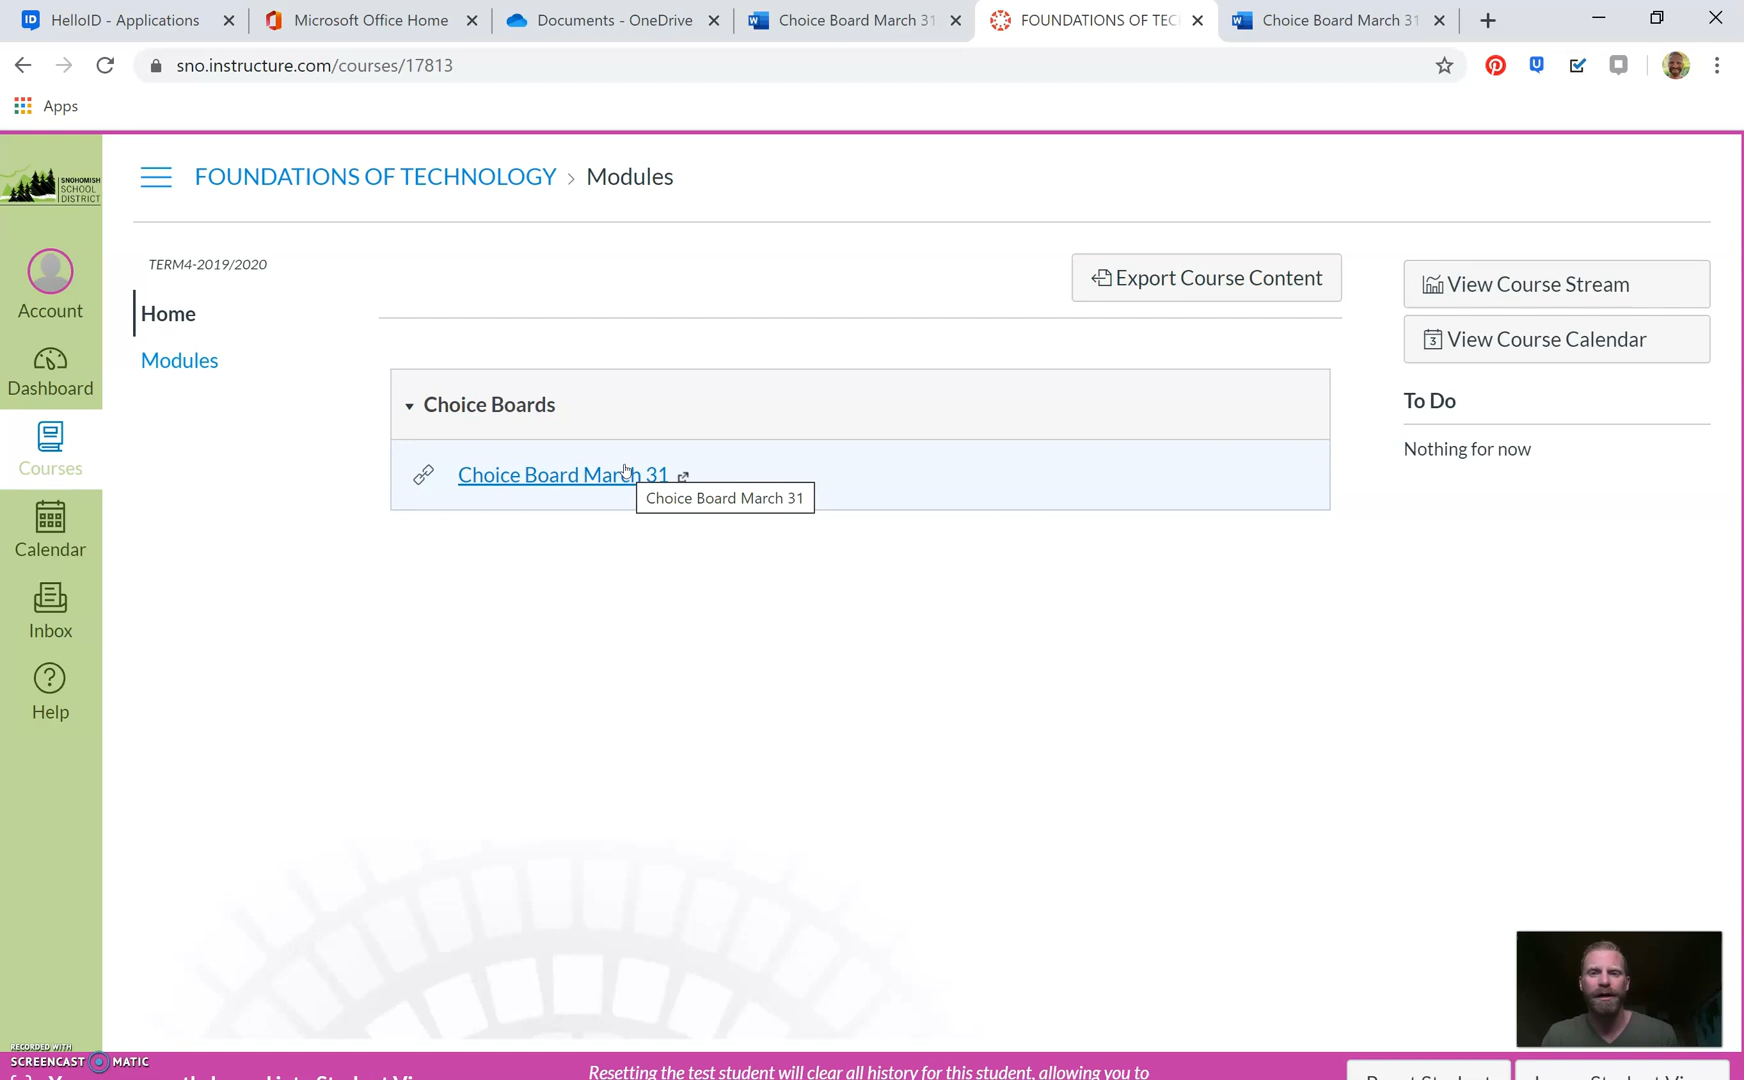 HelloID - Applications
Microsoft Office Home
Documents - OneDrive
Choice Board March 31
FOUNDATIONS OF TEC
Choice Board March 31
sno.instructure.com/courses/17813
Apps
SNOHOMISH
SCHOOL
DISTRICT
FOUNDATIONS OF TECHNOLOGY › Modules
TERM4-2019/2020
Export Course Content
View Course Stream
Account
Home
3 View Course Calendar
Modules
Dashboard
Choice Boards
To Do
Nothing for now
Courses
Choice Board March 31
Choice Board March 31
Calendar
Inbox
Help
RECORDED WITH
SCREENCAST MATIC
Resetting the test student will clear all history for this student, allowing you to